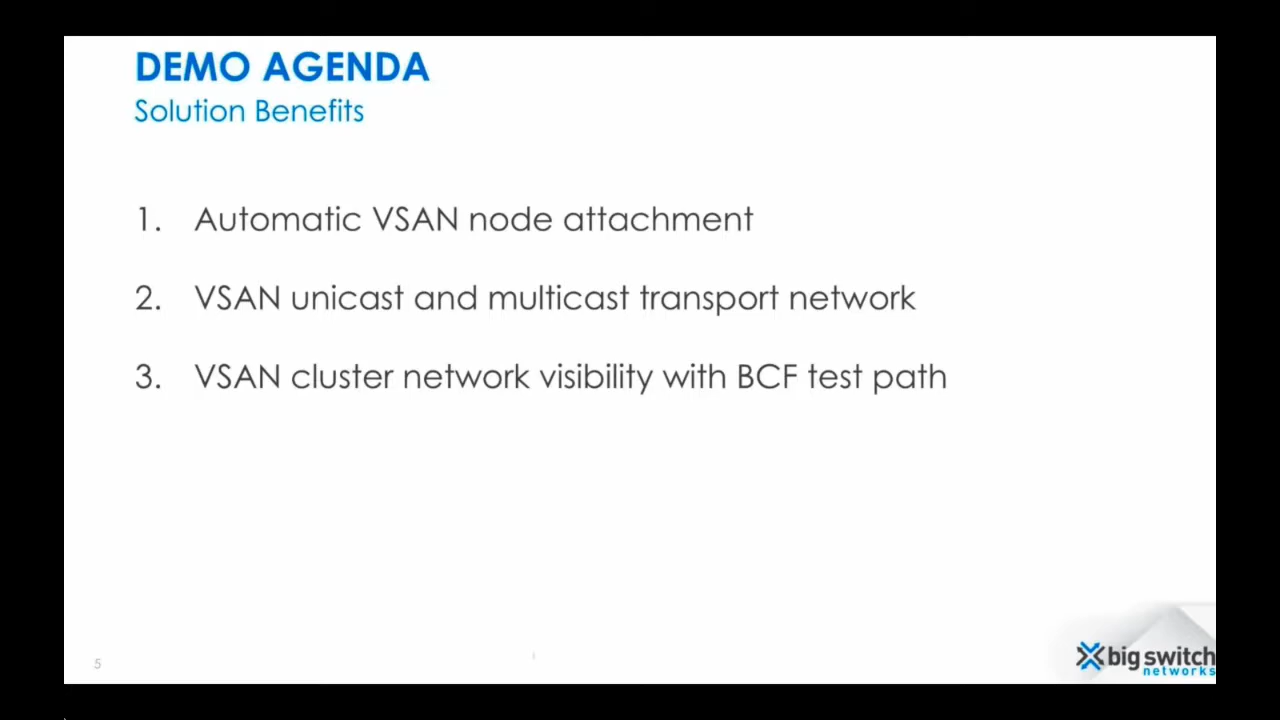 DEMO AGENDA
Solution Benefits
1. Automatic VSAN node attachment
2. VSAN unicast and multicast transport network
3. VSAN cluster network visibility with BCF test path
5
big switch
networks